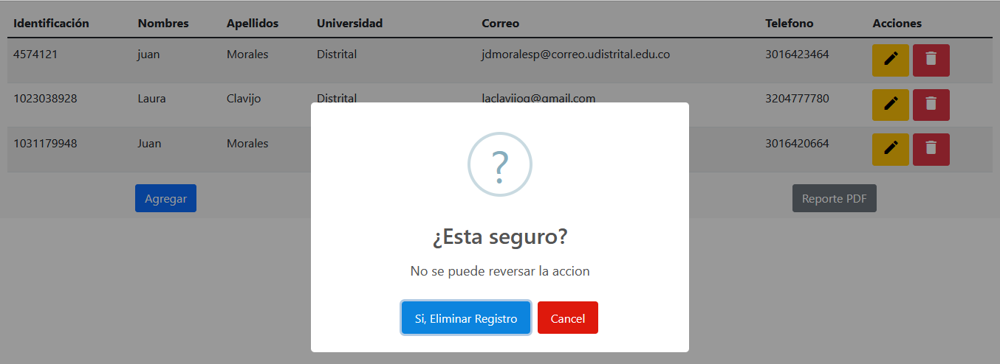 Identificación Nombres Apellidos Universidad Correo Telefono Acciones
4574121 juan Morales Distrital jdmoralesp@correo.udistrital.edu.co 3016423464
1023038928 Laura Clavijo Distrital laclavijog@gmail.com 3204777780
1031179948 Juan Morales 3016420664
Agregar Reporte PDF
?
¿Esta seguro?
No se puede reversar la accion
Si, Eliminar Registro Cancel